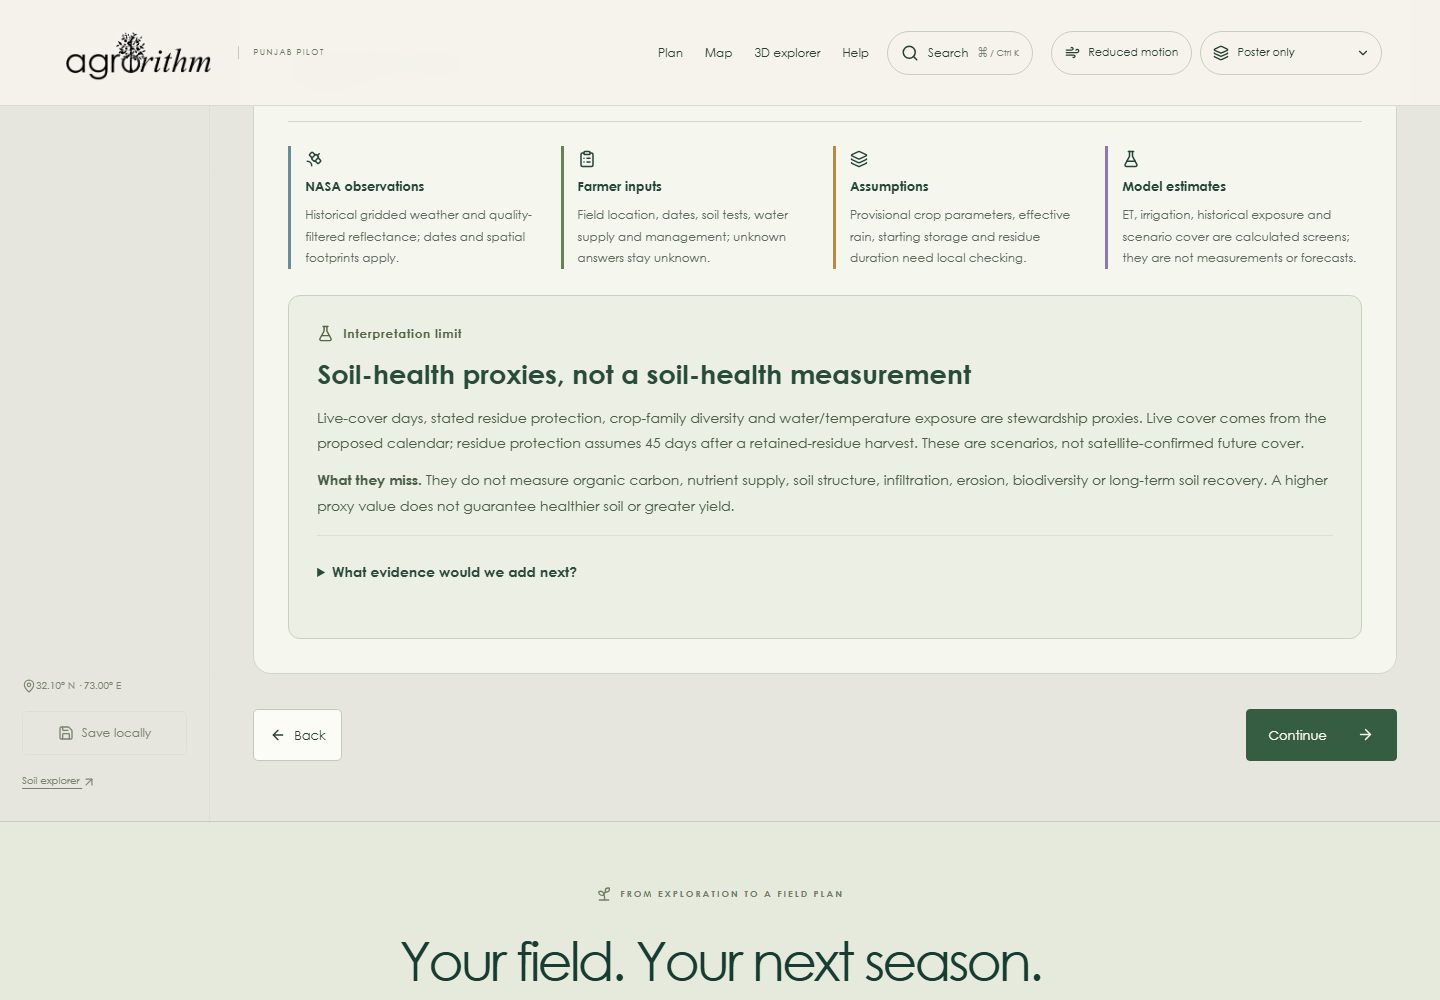 agrorithm
PUNJAB PILOT
Plan
Map
3D explorer
Help
Search ⌘ / Ctrl K
Reduced motion
Poster only
NASA observations
Historical gridded weather and quality-
filtered reflectance; dates and spatial
footprints apply.
Farmer inputs
Field location, dates, soil tests, water
supply and management; unknown
answers stay unknown.
Assumptions
Provisional crop parameters, effective
rain, starting storage and residue
duration need local checking.
Model estimates
ET, irrigation, historical exposure and
scenario cover are calculated screens;
they are not measurements or forecasts.
Interpretation limit
Soil-health proxies, not a soil-health measurement
Live-cover days, stated residue protection, crop-family diversity and water/temperature exposure are stewardship proxies. Live cover comes from the
proposed calendar; residue protection assumes 45 days after a retained-residue harvest. These are scenarios, not satellite-confirmed future cover.
What they miss. They do not measure organic carbon, nutrient supply, soil structure, infiltration, erosion, biodiversity or long-term soil recovery. A higher
proxy value does not guarantee healthier soil or greater yield.
What evidence would we add next?
32.10° N · 73.00° E
Save locally
Soil explorer
Back
Continue
FROM EXPLORATION TO A FIELD PLAN
Your field. Your next season.